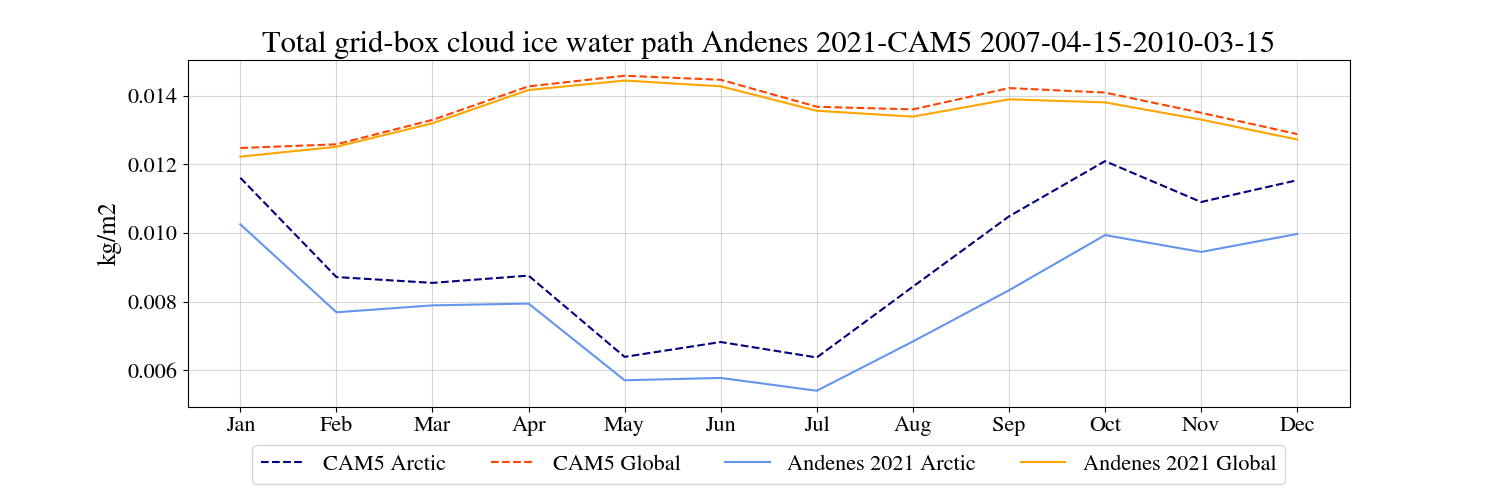 Total grid-box cloud ice water path Andenes 2021-CAM5 2007-04-15-2010-03-15
kg/m2
0.014
0.012
0.010
0.008
0.006
Jan Feb Mar Apr May Jun Jul Aug Sep Oct Nov Dec
CAM5 Arctic CAM5 Global Andenes 2021 Arctic Andenes 2021 Global